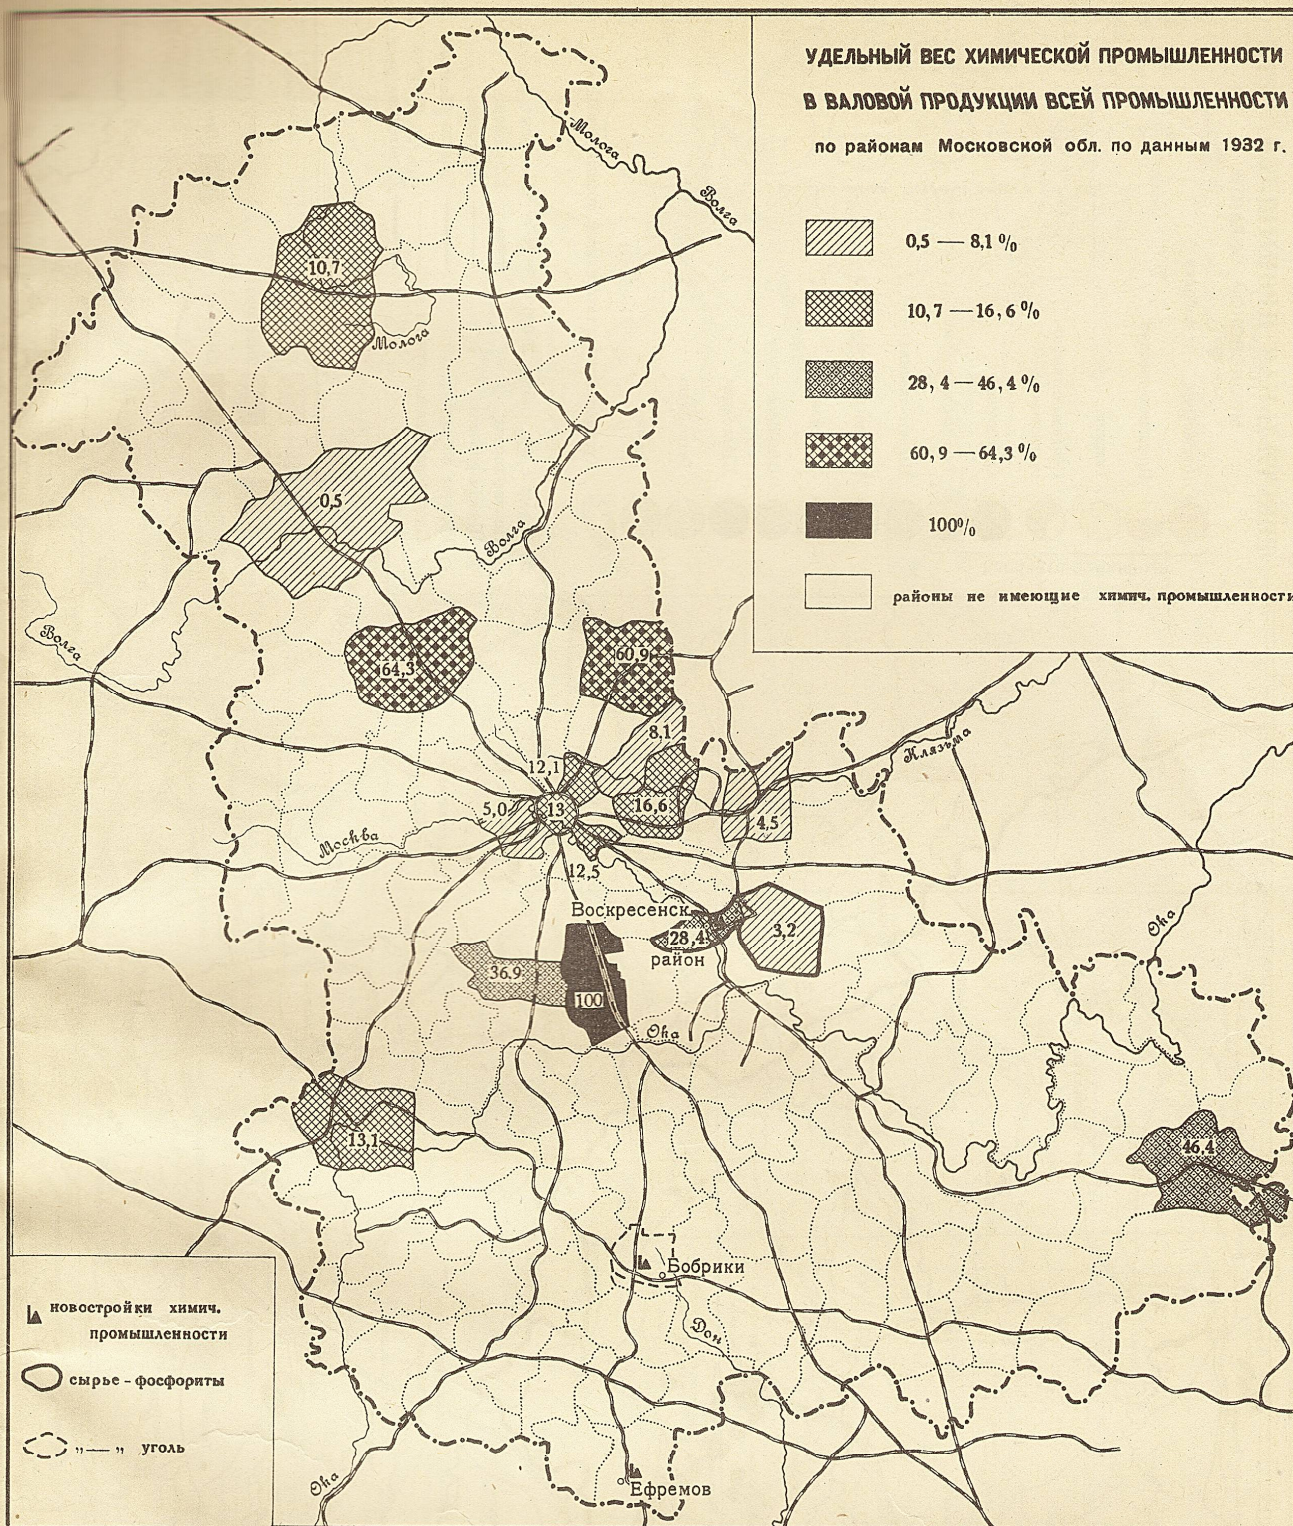 УДЕЛЬНЫЙ ВЕС ХИМИЧЕСКОЙ ПРОМЫШЛЕННОСТИ
В ВАЛОВОЙ ПРОДУКЦИИ ВСЕЙ ПРОМЫШЛЕННОСТИ
по районам Московской обл. по данным 1932 г.
0,5 — 8,1 %
10,7 — 16,6 %
28,4 — 46,4 %
60,9 — 64,3 %
100%
районы не имеющие химич. промышленности
Молога
Волга
10,7
Молога
0,5
Волга
Волга
64,3
60,9
8,1
Клязьма
12,1
5,0
13
16,6
4,5
Москва
12,5
Воскресенск
28,4
район
3,2
Ока
36.9
100
Ока
13,1
46,4
Бобрики
Дон
новостройки химич.
промышленности
сырье - фосфориты
„ — „ уголь
Ока
Ефремов